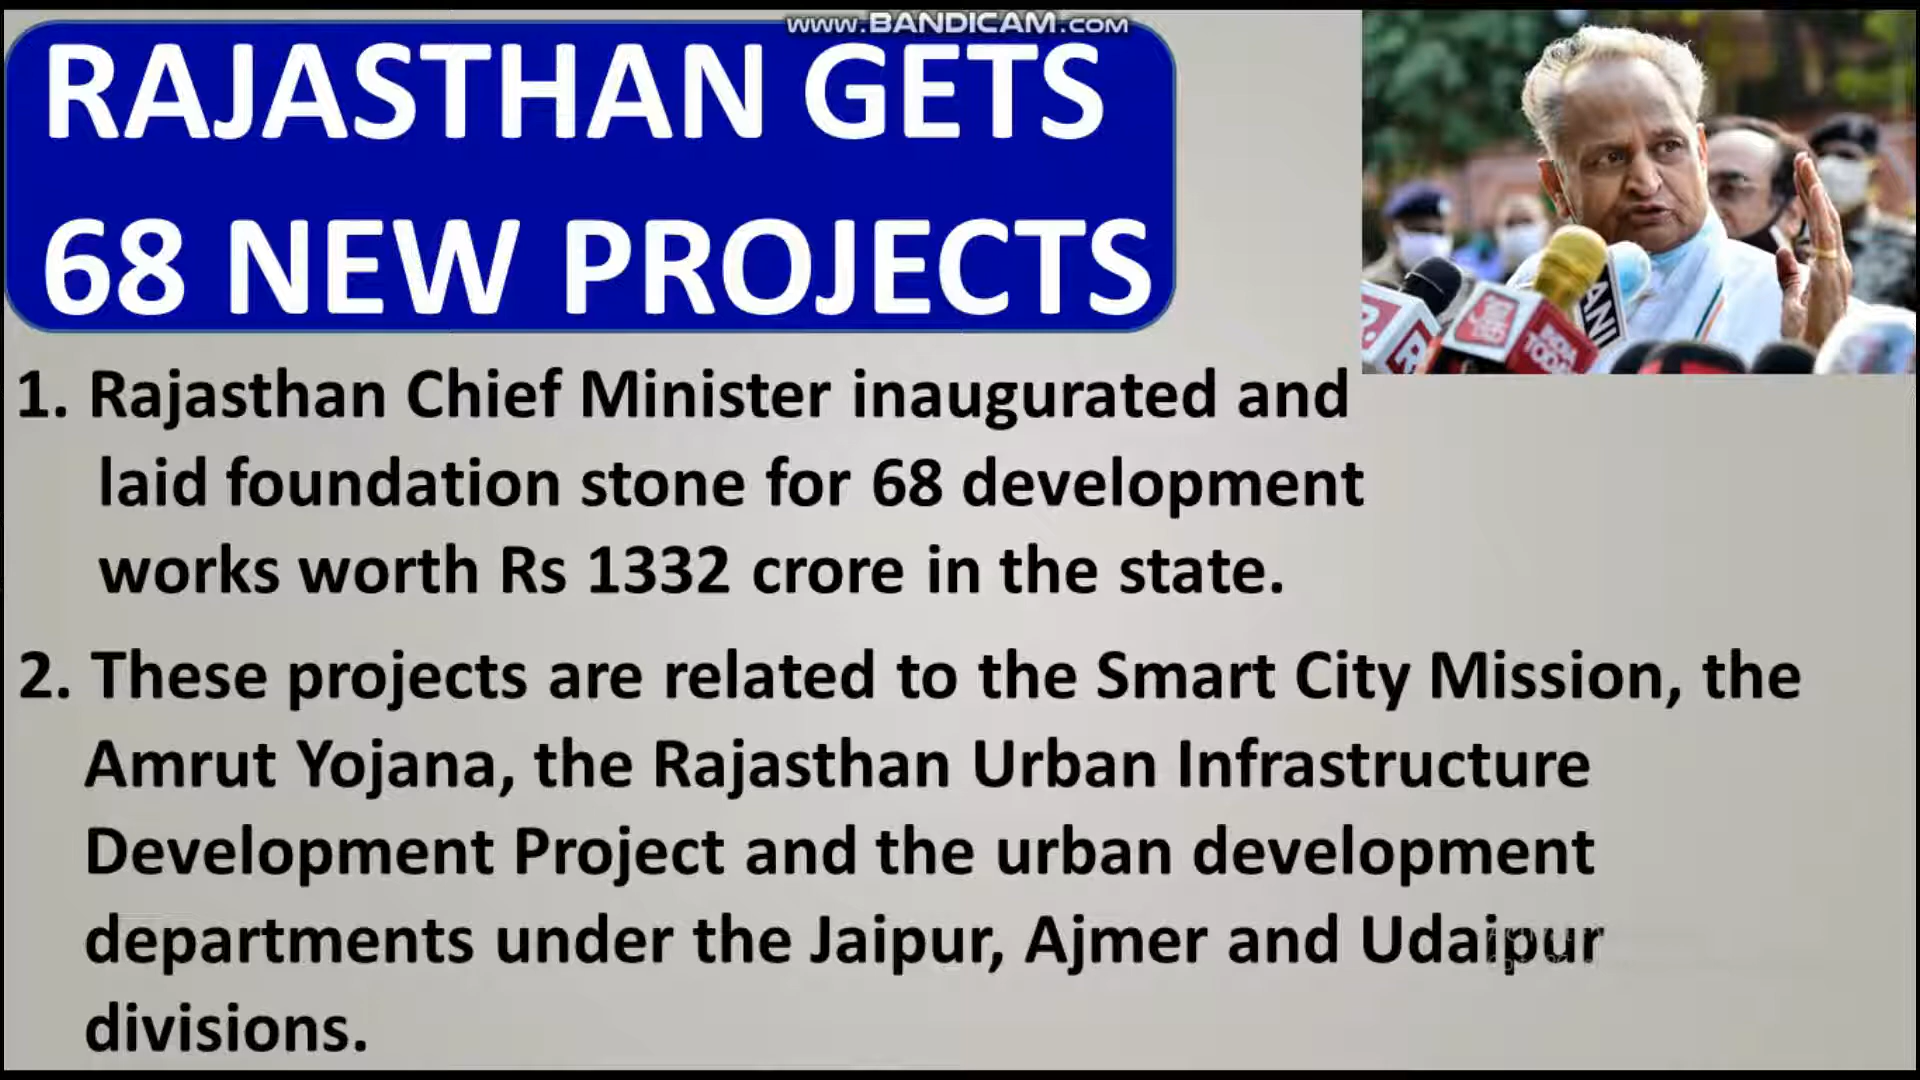 www.BANDICAM.com
RAJASTHAN GETS
68 NEW PROJECTS
1. Rajasthan Chief Minister inaugurated and
laid foundation stone for 68 development
works worth Rs 1332 crore in the state.
2. These projects are related to the Smart City Mission, the
Amrut Yojana, the Rajasthan Urban Infrastructure
Development Project and the urban development
departments under the Jaipur, Ajmer and Udaipur
divisions.
ANI
INDIA
TODAY
R.